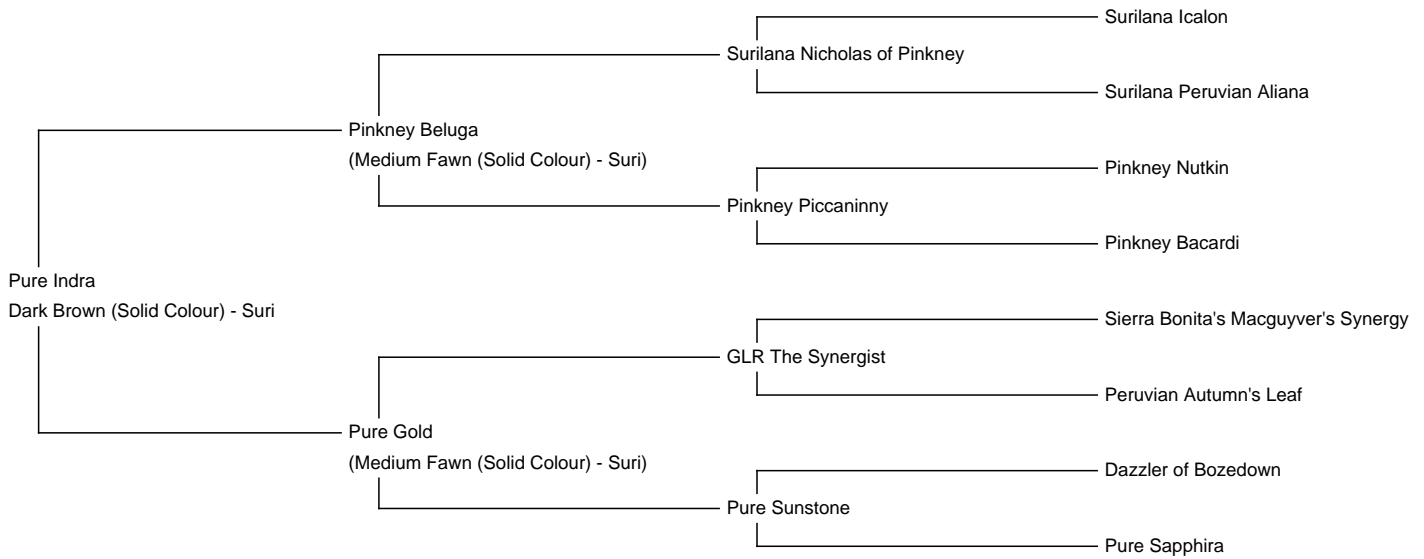 Surilana Icalon
Surilana Nicholas of Pinkney
Surilana Peruvian Aliana
Pinkney Beluga
(Medium Fawn (Solid Colour) - Suri)
Pinkney Nutkin
Pinkney Piccaninny
Pinkney Bacardi
Pure Indra
Dark Brown (Solid Colour) - Suri
Sierra Bonita's Macguyver's Synergy
GLR The Synergist
Peruvian Autumn's Leaf
Pure Gold
(Medium Fawn (Solid Colour) - Suri)
Dazzler of Bozedown
Pure Sunstone
Pure Sapphira